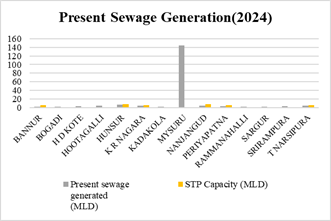 Present Sewage Generation(2024)
160
140
120
100
80
60
40
20
0
BANNUR
BOGADI
H D KOTE
HOOTAGALLI
HUNSUR
K R NAGARA
KADAKOLA
MYSURU
NANJANGUD
PERIYAPATNA
RAMMANAHALLI
SARGUR
SRIRAMPURA
T NARSIPURA
Present sewage
generated
(MLD)
STP Capacity (MLD)